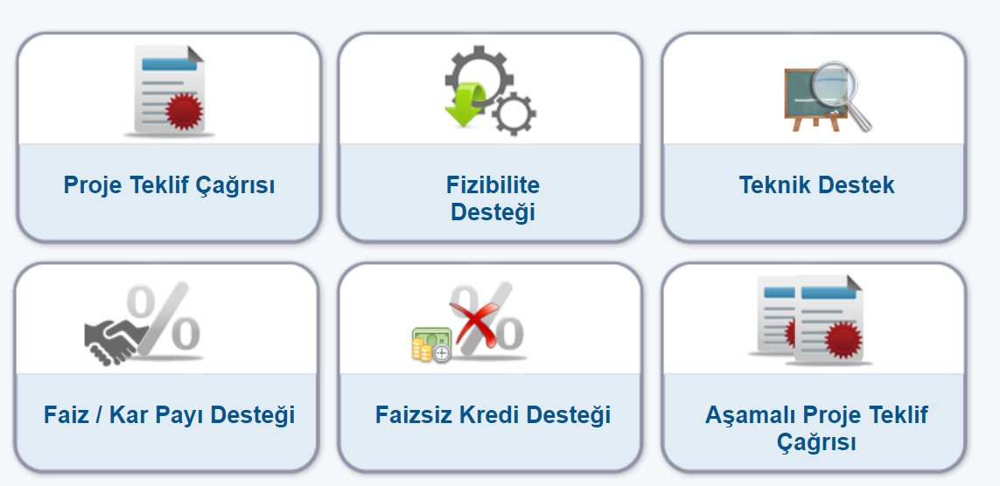 Proje Teklif Çağrısı
Fizibilite
Desteği
Teknik Destek
Faiz / Kar Payı Desteği
Faizsiz Kredi Desteği
Aşamalı Proje Teklif
Çağrısı